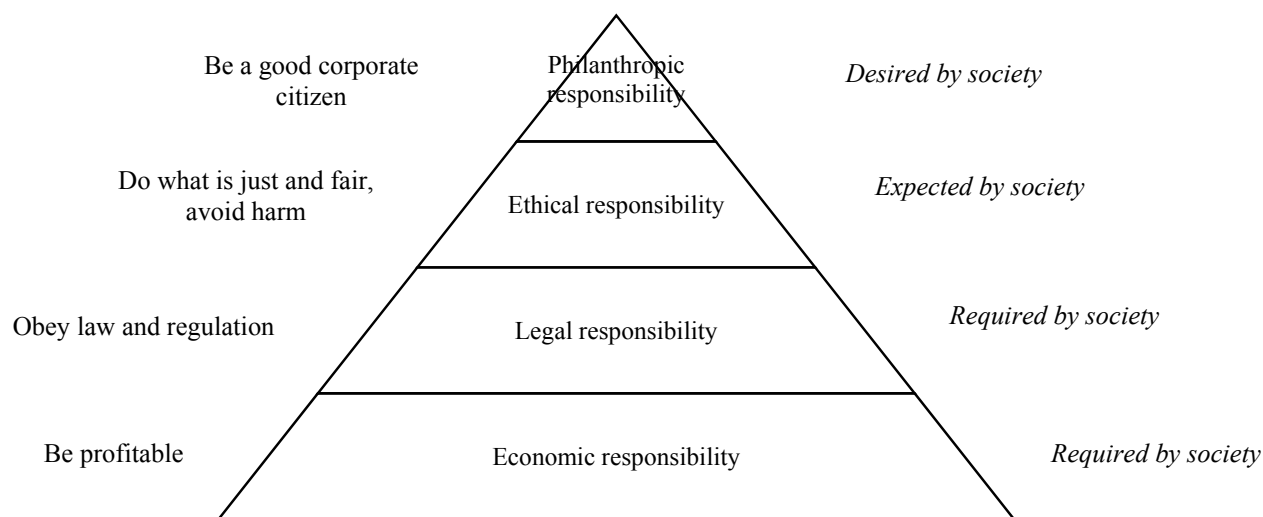 Be a good corporate
citizen
Philanthropic
responsibility
Desired by society
Do what is just and fair,
avoid harm
Ethical responsibility
Expected by society
Obey law and regulation
Legal responsibility
Required by society
Be profitable
Economic responsibility
Required by society